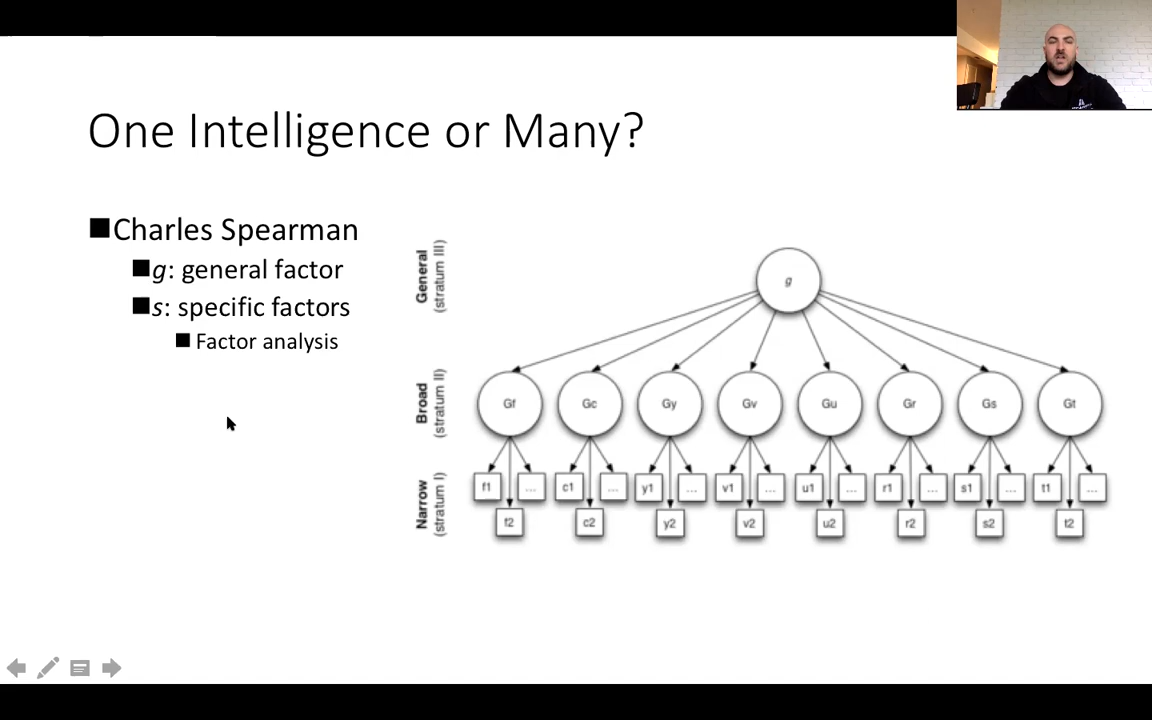 One Intelligence or Many?
Charles Spearman
g: general factor
s: specific factors
Factor analysis
General
(stratum III)
g
Broad
(stratum II)
Gf Gc Gy Gv Gu Gr Gs Gt
Narrow
(stratum I)
f1 ... c1 ... y1 ... v1 ... u1 ... r1 ... s1 ... t1 ...
f2 c2 y2 v2 u2 r2 s2 t2